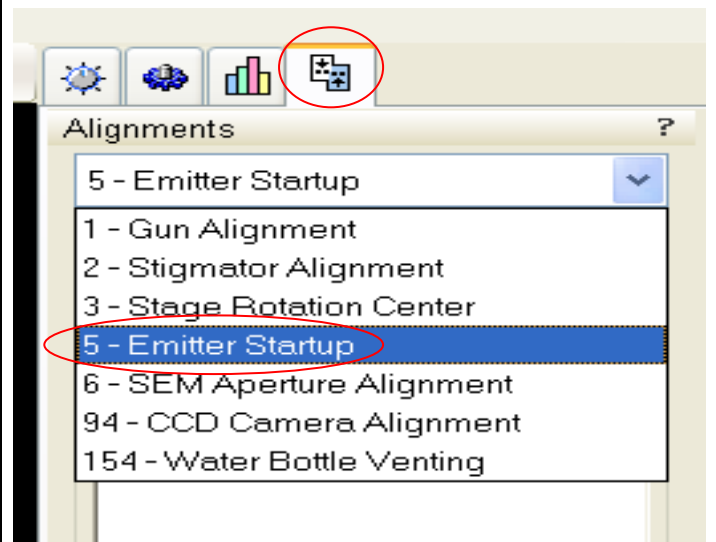 Alignments ?
5 - Emitter Startup
1 - Gun Alignment
2 - Stigmator Alignment
3 - Stage Rotation Center
5 - Emitter Startup
6 - SEM Aperture Alignment
94 - CCD Camera Alignment
154 - Water Bottle Venting